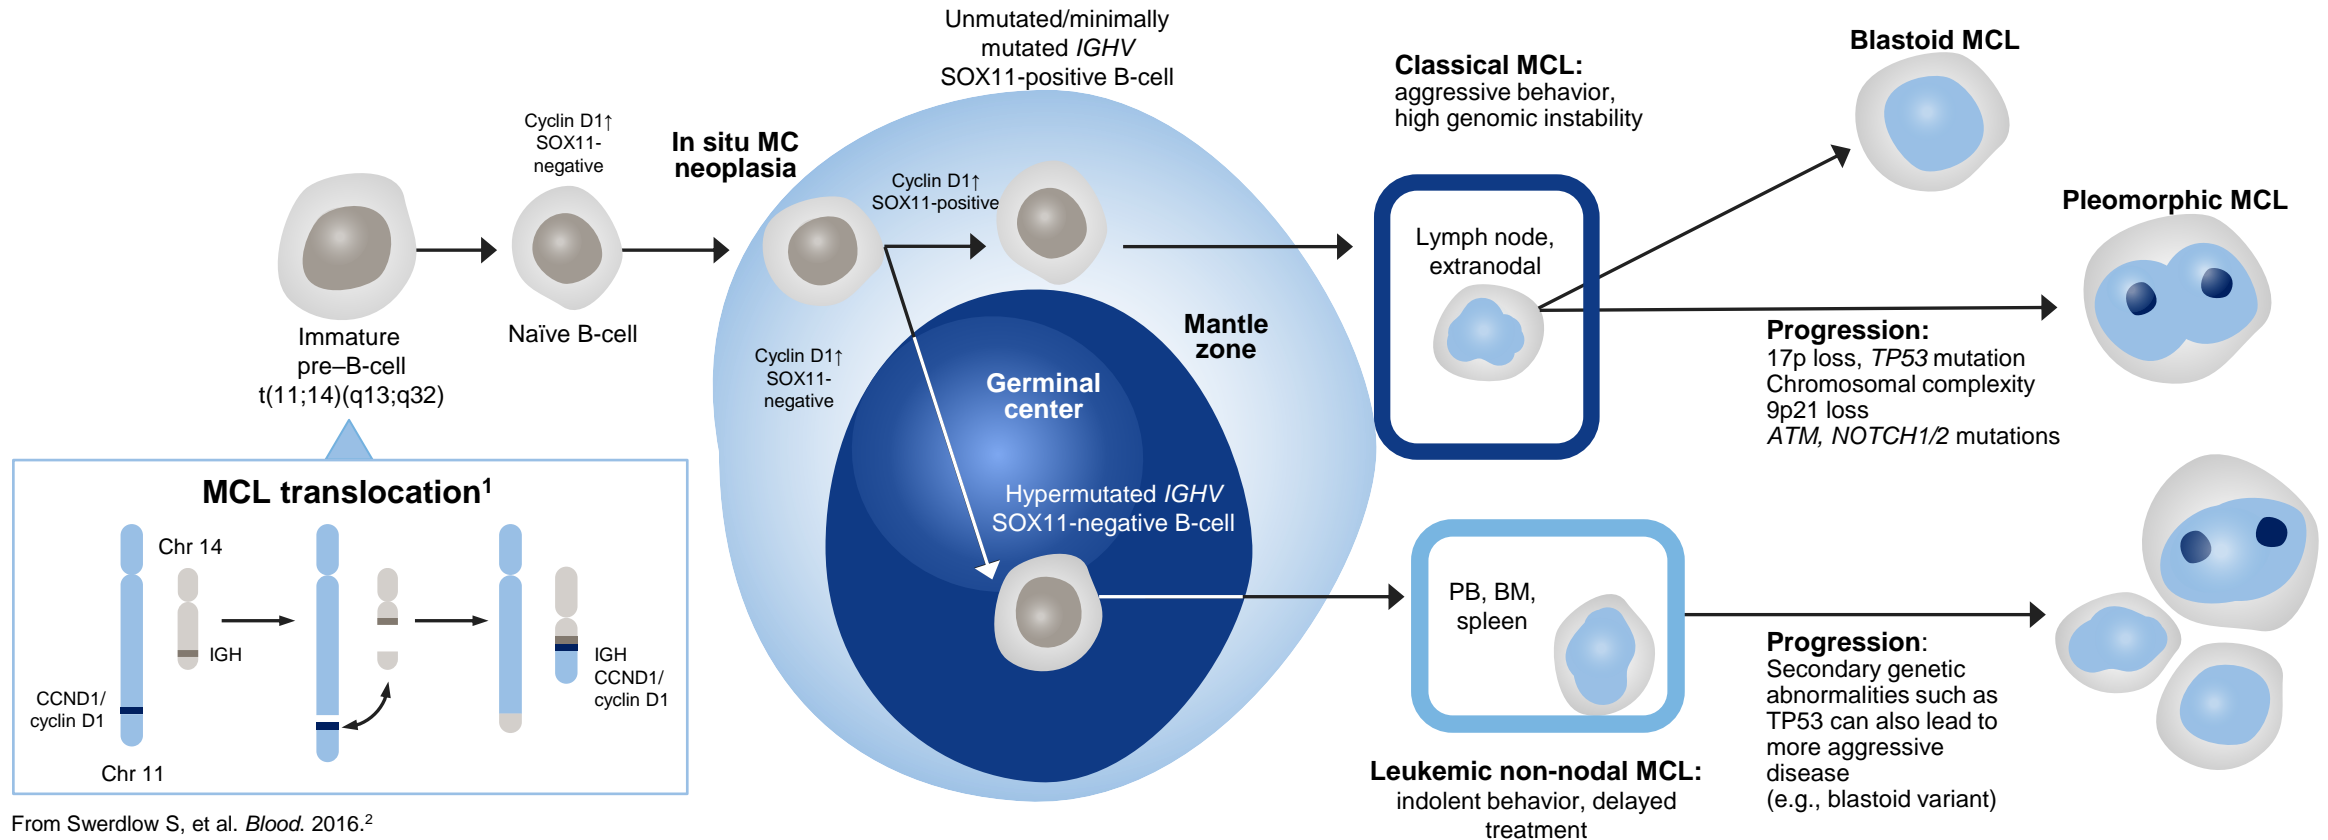 Unmutated/minimally
mutated IGHV
SOX11-positive B-cell
Cyclin D1↑
SOX11-
negative
In situ MC
neoplasia
Cyclin D1↑
SOX11-positive
Immature
pre–B-cell
t(11;14)(q13;q32)
Naïve B-cell
Cyclin D1↑
SOX11-
negative
Mantle
zone
Germinal
center
Hypermutated IGHV
SOX11-negative B-cell
Classical MCL:
aggressive behavior,
high genomic instability
Lymph node,
extranodal
Blastoid MCL
Pleomorphic MCL
Progression:
17p loss, TP53 mutation
Chromosomal complexity
9p21 loss
ATM, NOTCH1/2 mutations
PB, BM,
spleen
Leukemic non-nodal MCL:
indolent behavior, delayed
treatment
Progression:
Secondary genetic
abnormalities such as
TP53 can also lead to
more aggressive
disease
(e.g., blastoid variant)
MCL translocation¹
Chr 14
IGH
CCND1/
cyclin D1
Chr 11
IGH
CCND1/
cyclin D1
From Swerdlow S, et al. Blood. 2016.²